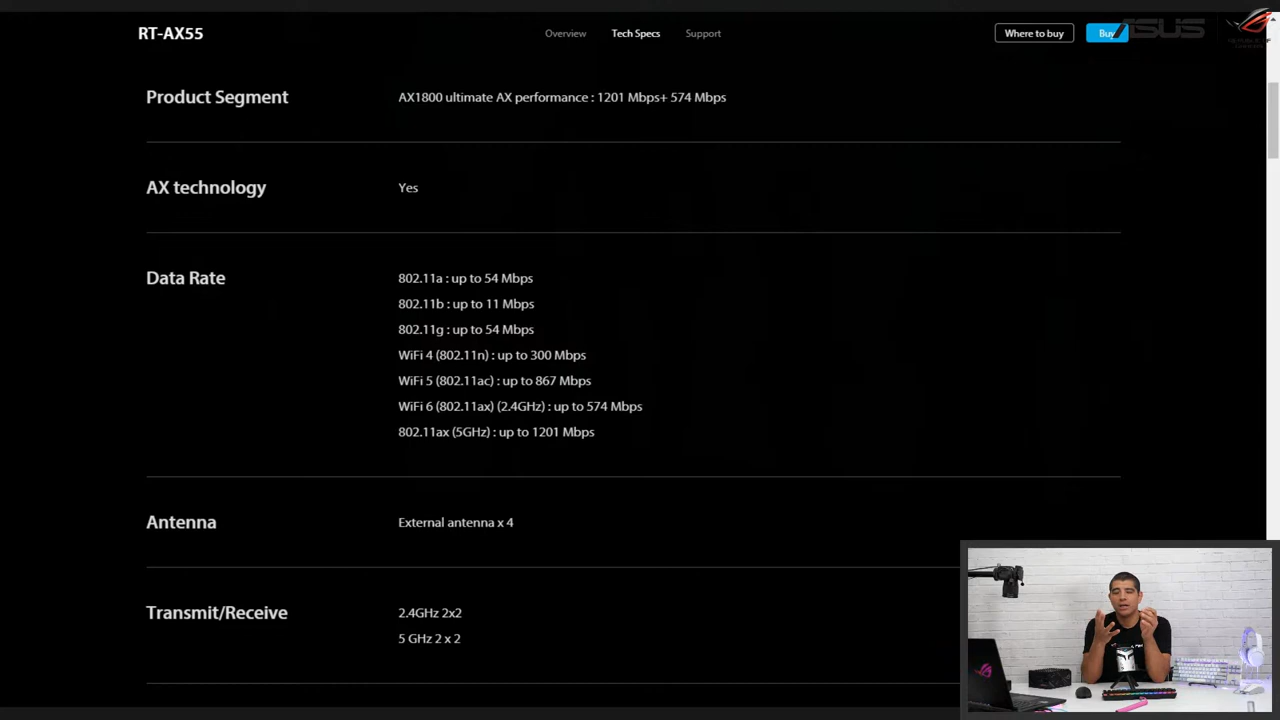 RT-AX55
Overview
Tech Specs
Support
Where to buy
Buy
ASUS
Product Segment
AX1800 ultimate AX performance : 1201 Mbps+ 574 Mbps
AX technology
Yes
Data Rate
802.11a : up to 54 Mbps
802.11b : up to 11 Mbps
802.11g : up to 54 Mbps
WiFi 4 (802.11n) : up to 300 Mbps
WiFi 5 (802.11ac) : up to 867 Mbps
WiFi 6 (802.11ax) (2.4GHz) : up to 574 Mbps
802.11ax (5GHz) : up to 1201 Mbps
Antenna
External antenna x 4
Transmit/Receive
2.4GHz 2x2
5 GHz 2 x 2